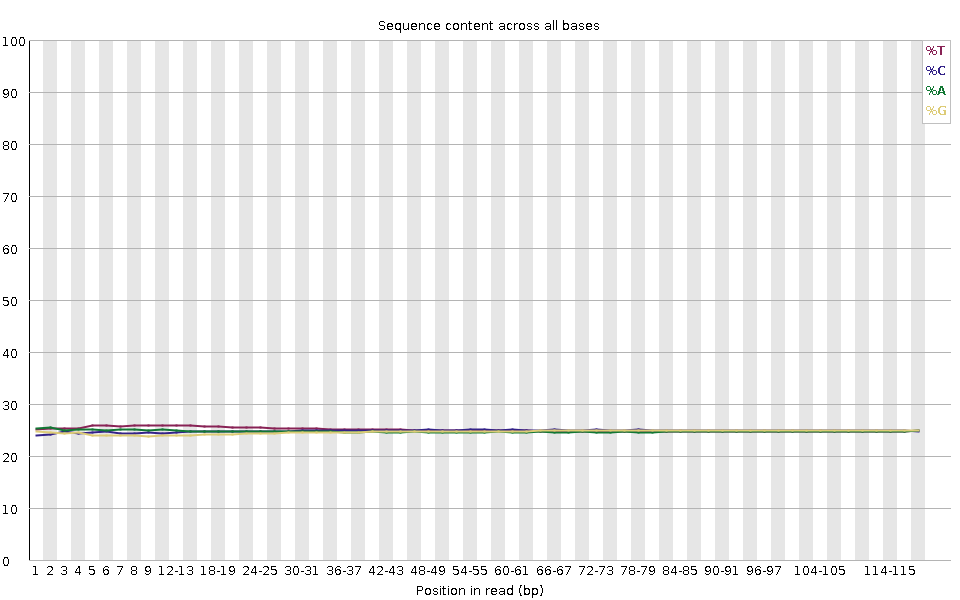 Sequence content across all bases
100
90
80
70
60
50
40
30
20
10
0
%T
%C
%A
%G
1 2 3 4 5 6 7 8 9 12-13 18-19 24-25 30-31 36-37 42-43 48-49 54-55 60-61 66-67 72-73 78-79 84-85 90-91 96-97 104-105 114-115
Position in read (bp)